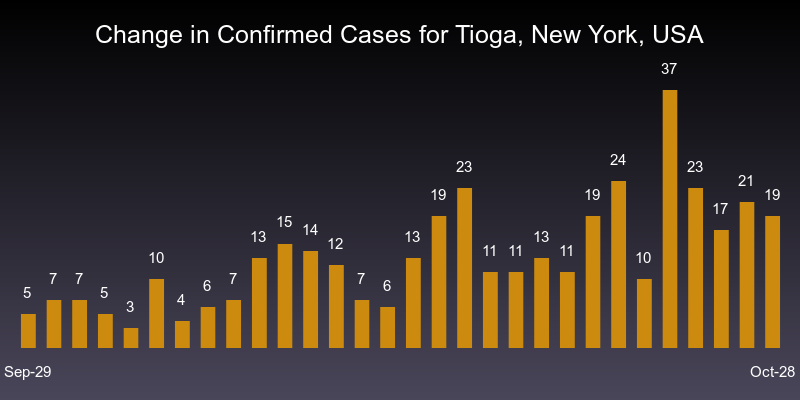 Change in Confirmed Cases for Tioga, New York, USA
5 7 7 5 3 10 4 6 7 13 15 14 12 7 6 13 19 23 11 11 13 11 19 24 10 37 23 17 21 19
Sep-29 Oct-28